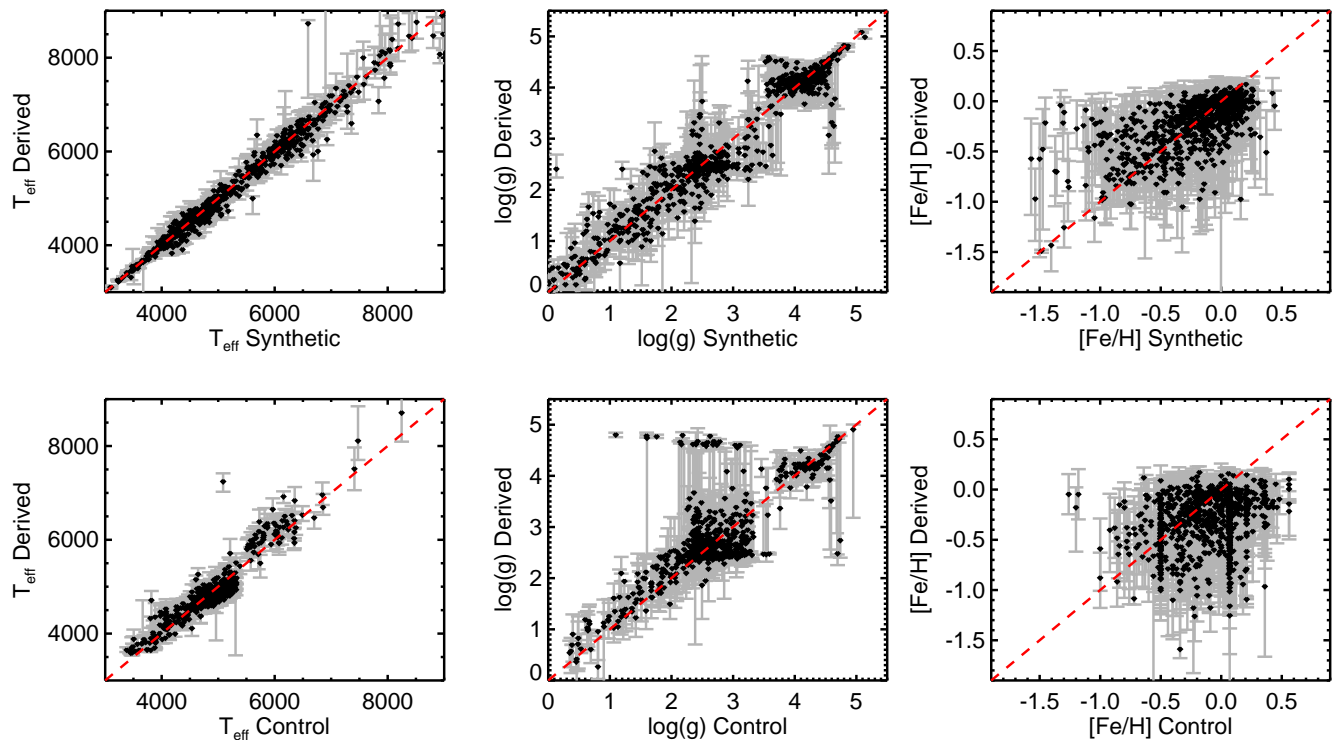 8000
6000
4000
T_eff Derived
4000 6000 8000
T_eff Synthetic
5
4
3
2
1
0
log(g) Derived
0 1 2 3 4 5
log(g) Synthetic
0.5
0.0
-0.5
-1.0
-1.5
[Fe/H] Derived
-1.5 -1.0 -0.5 0.0 0.5
[Fe/H] Synthetic
8000
6000
4000
T_eff Derived
4000 6000 8000
T_eff Control
5
4
3
2
1
0
log(g) Derived
0 1 2 3 4 5
log(g) Control
0.5
0.0
-0.5
-1.0
-1.5
[Fe/H] Derived
-1.5 -1.0 -0.5 0.0 0.5
[Fe/H] Control